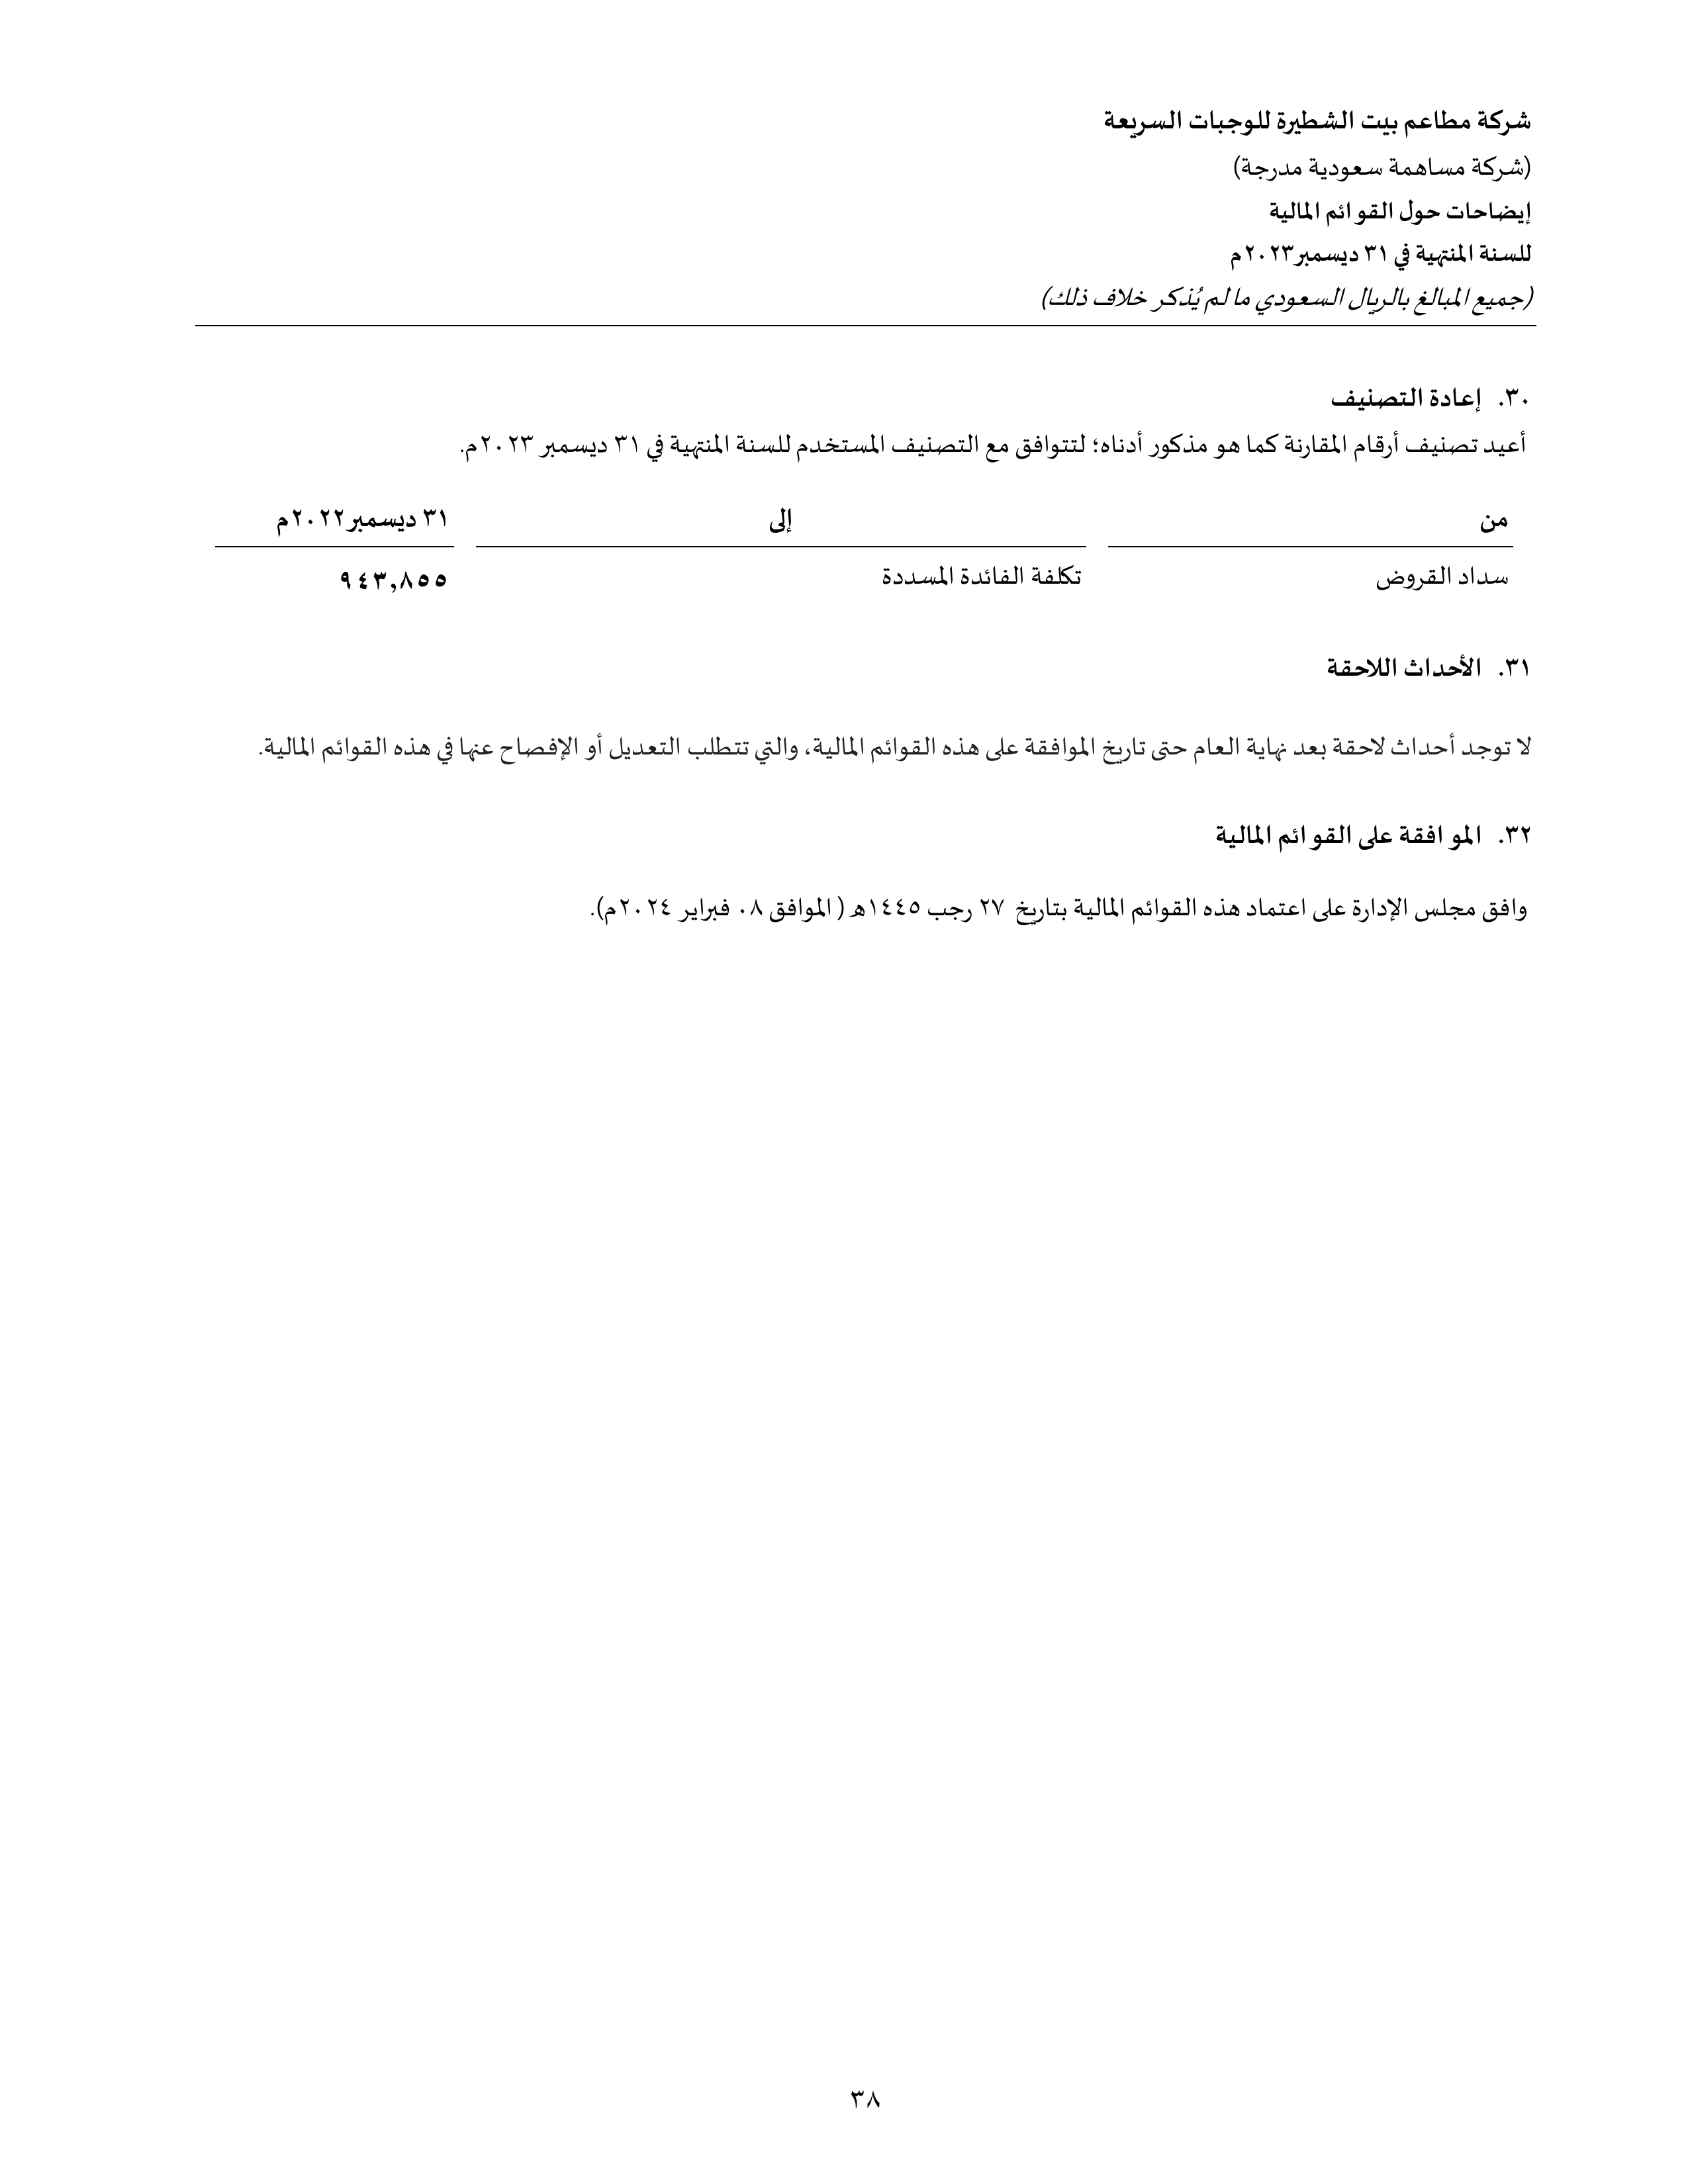 شركة مطاعم بيت الشطيرة للوجبات السريعة
(شركة مساهمة سعودية مدرجة)
إيضاحات حول القوائم المالية
للسنة المنتهية في ٣١ ديسمبر ٢٠٢٣م
(جميع المبالغ بالريال السعودي ما لم يُذكر خلاف ذلك)
٣٠. إعادة التصنيف
أعيد تصنيف أرقام المقارنة كما هو مذكور أدناه؛ لتتوافق مع التصنيف المستخدم للسنة المنتهية في ٣١ ديسمبر ٢٠٢٣م.
من إلى ٣١ ديسمبر ٢٠٢٢م
سداد القروض تكلفة الفائدة المسددة ٩٤٣,٨٥٥
٣١. الأحداث اللاحقة
لا توجد أحداث لاحقة بعد نهاية العام حتى تاريخ الموافقة على هذه القوائم المالية، والتي تتطلب التعديل أو الإفصاح عنها في هذه القوائم المالية.
٣٢. الموافقة على القوائم المالية
وافق مجلس الإدارة على اعتماد هذه القوائم المالية بتاريخ ٢٧ رجب ١٤٤٥ه ( الموافق ٠٨ فبراير ٢٠٢٤م).
٣٨